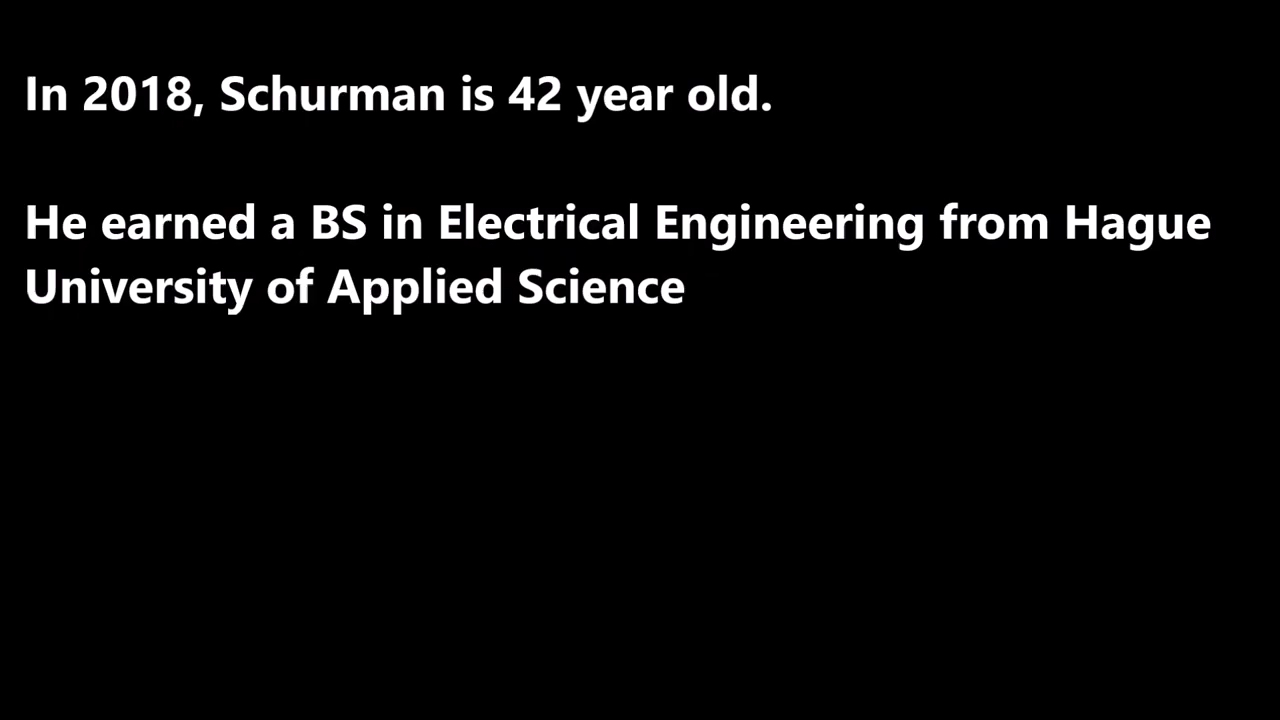 In 2018, Schurman is 42 year old.
He earned a BS in Electrical Engineering from Hague
University of Applied Science